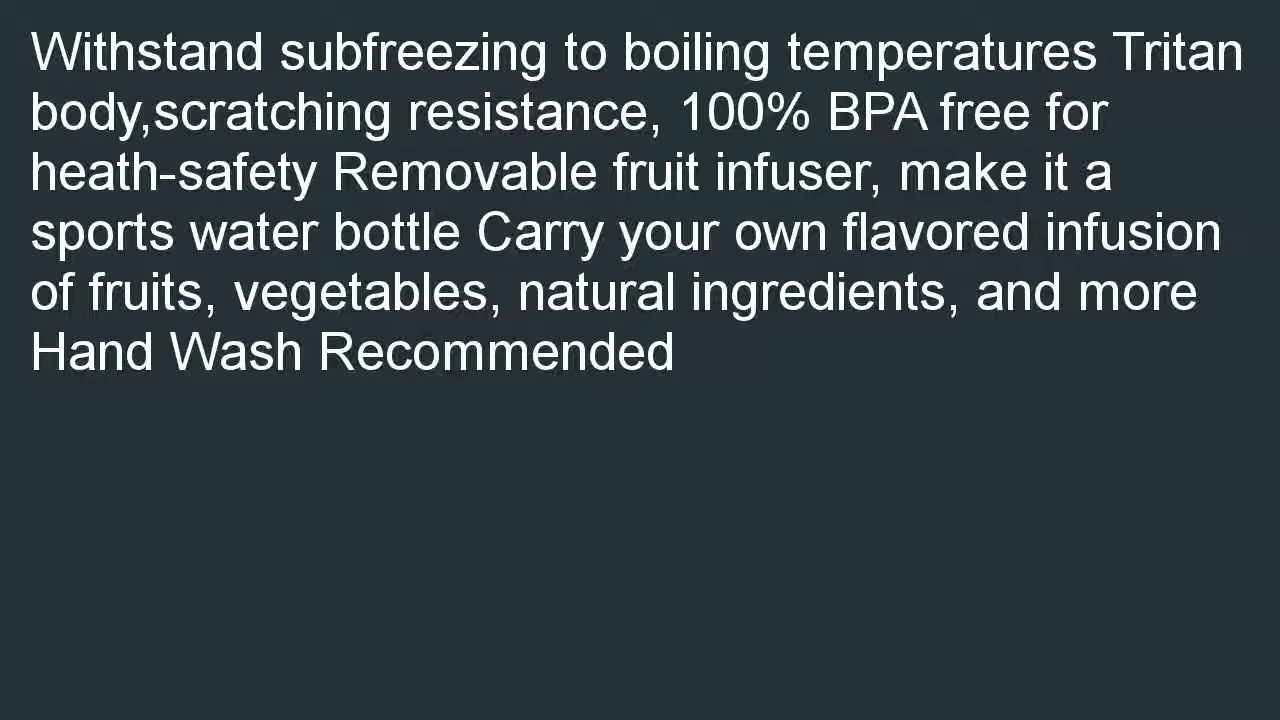 Withstand subfreezing to boiling temperatures Tritan
body,scratching resistance, 100% BPA free for
heath-safety Removable fruit infuser, make it a
sports water bottle Carry your own flavored infusion
of fruits, vegetables, natural ingredients, and more
Hand Wash Recommended